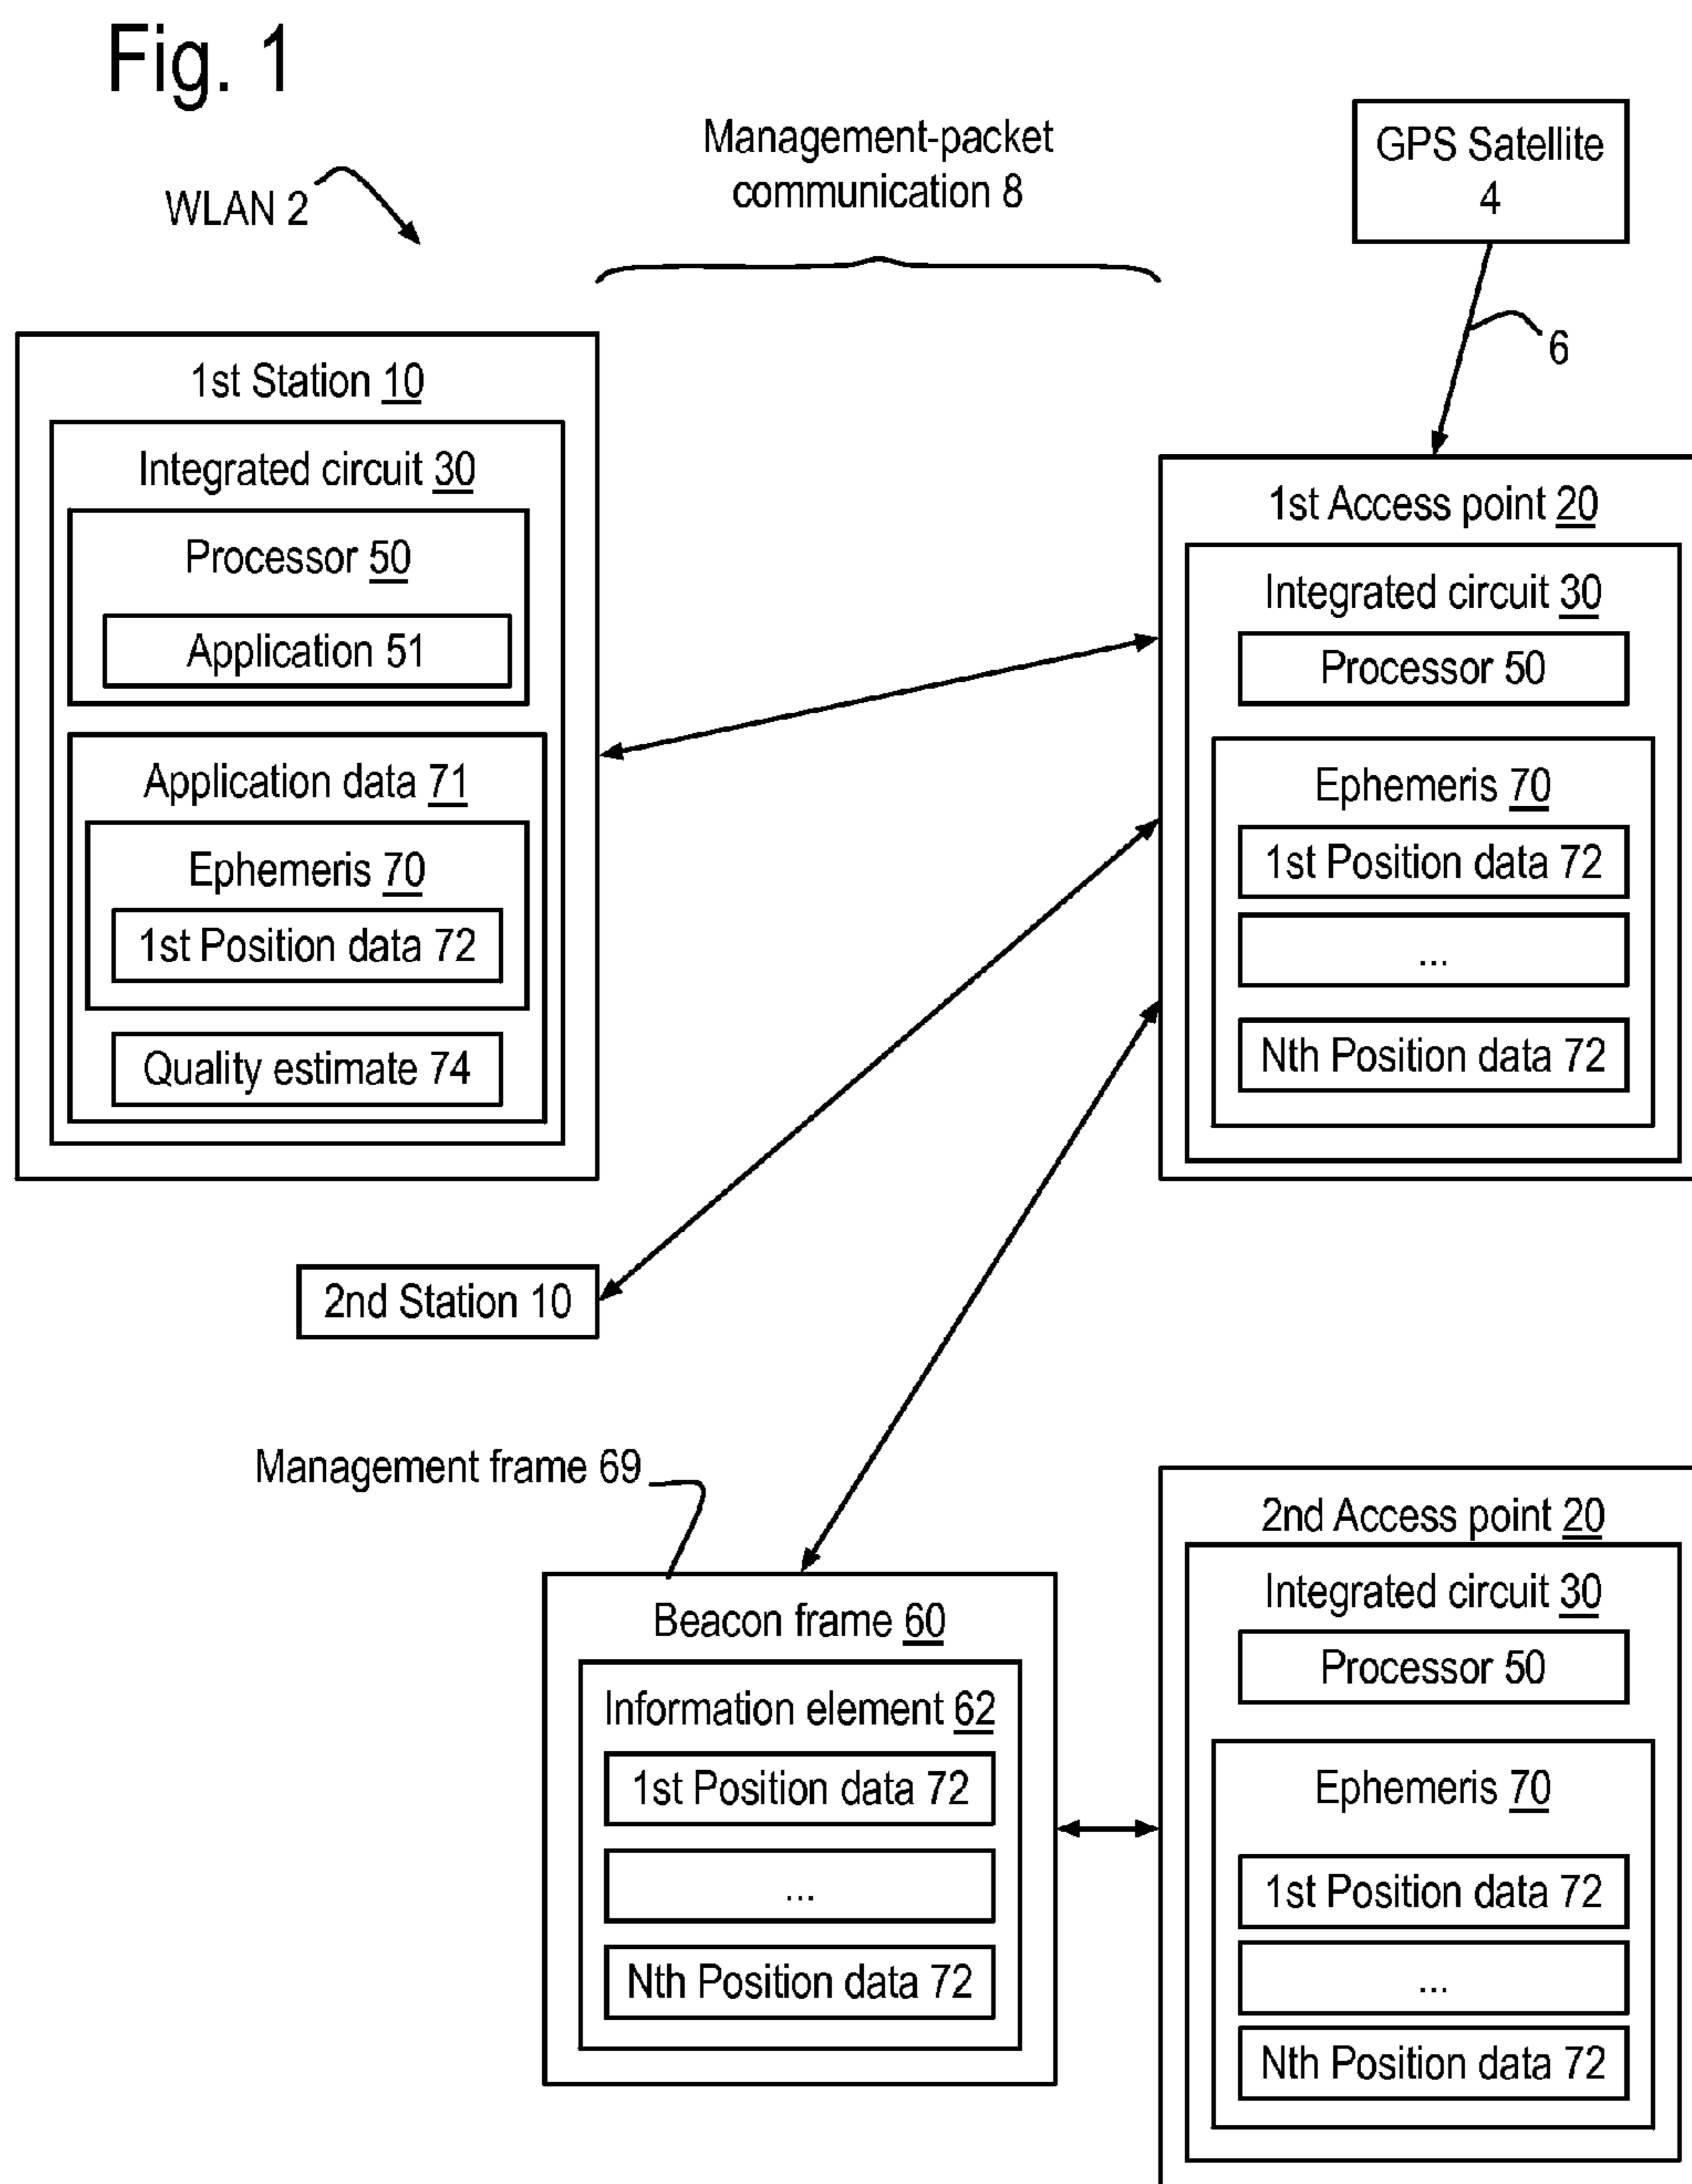 Fig. 1
WLAN 2
Management-packet
communication 8
GPS Satellite
4
6
1st Station 10
Integrated circuit 30
Processor 50
Application 51
Application data 71
Ephemeris 70
1st Position data 72
Quality estimate 74
1st Access point 20
Integrated circuit 30
Processor 50
Ephemeris 70
1st Position data 72
...
Nth Position data 72
2nd Station 10
Management frame 69
Beacon frame 60
Information element 62
1st Position data 72
...
Nth Position data 72
2nd Access point 20
Integrated circuit 30
Processor 50
Ephemeris 70
1st Position data 72
...
Nth Position data 72